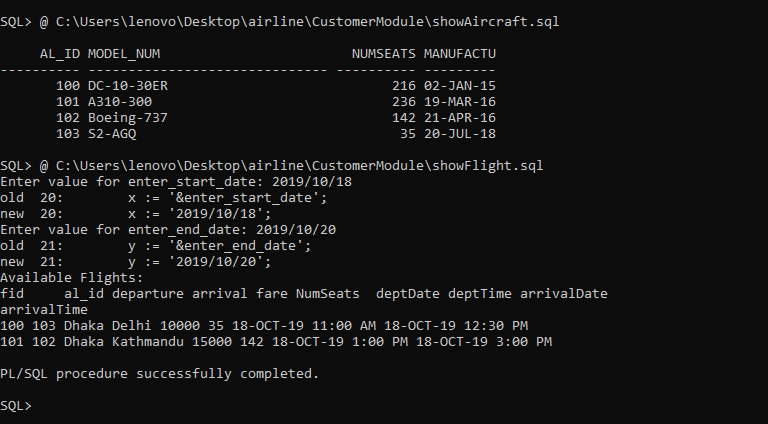 SQL> @ C:\Users\lenovo\Desktop\airline\CustomerModule\showAircraft.sql
AL_ID MODEL_NUM NUMSEATS MANUFACTU
---------- ------------------------------ ---------- ---------
100 DC-10-30ER 216 02-JAN-15
101 A310-300 236 19-MAR-16
102 Boeing-737 142 21-APR-16
103 S2-AGQ 35 20-JUL-18
SQL> @ C:\Users\lenovo\Desktop\airline\CustomerModule\showFlight.sql
Enter value for enter_start_date: 2019/10/18
old  20:        x := '&enter_start_date';
new  20:        x := '2019/10/18';
Enter value for enter_end_date: 2019/10/20
old  21:        y := '&enter_end_date';
new  21:        y := '2019/10/20';
Available Flights:
fid     al_id departure arrival fare NumSeats  deptDate deptTime arrivalDate
arrivalTime
100 103 Dhaka Delhi 10000 35 18-OCT-19 11:00 AM 18-OCT-19 12:30 PM
101 102 Dhaka Kathmandu 15000 142 18-OCT-19 1:00 PM 18-OCT-19 3:00 PM
PL/SQL procedure successfully completed.
SQL>